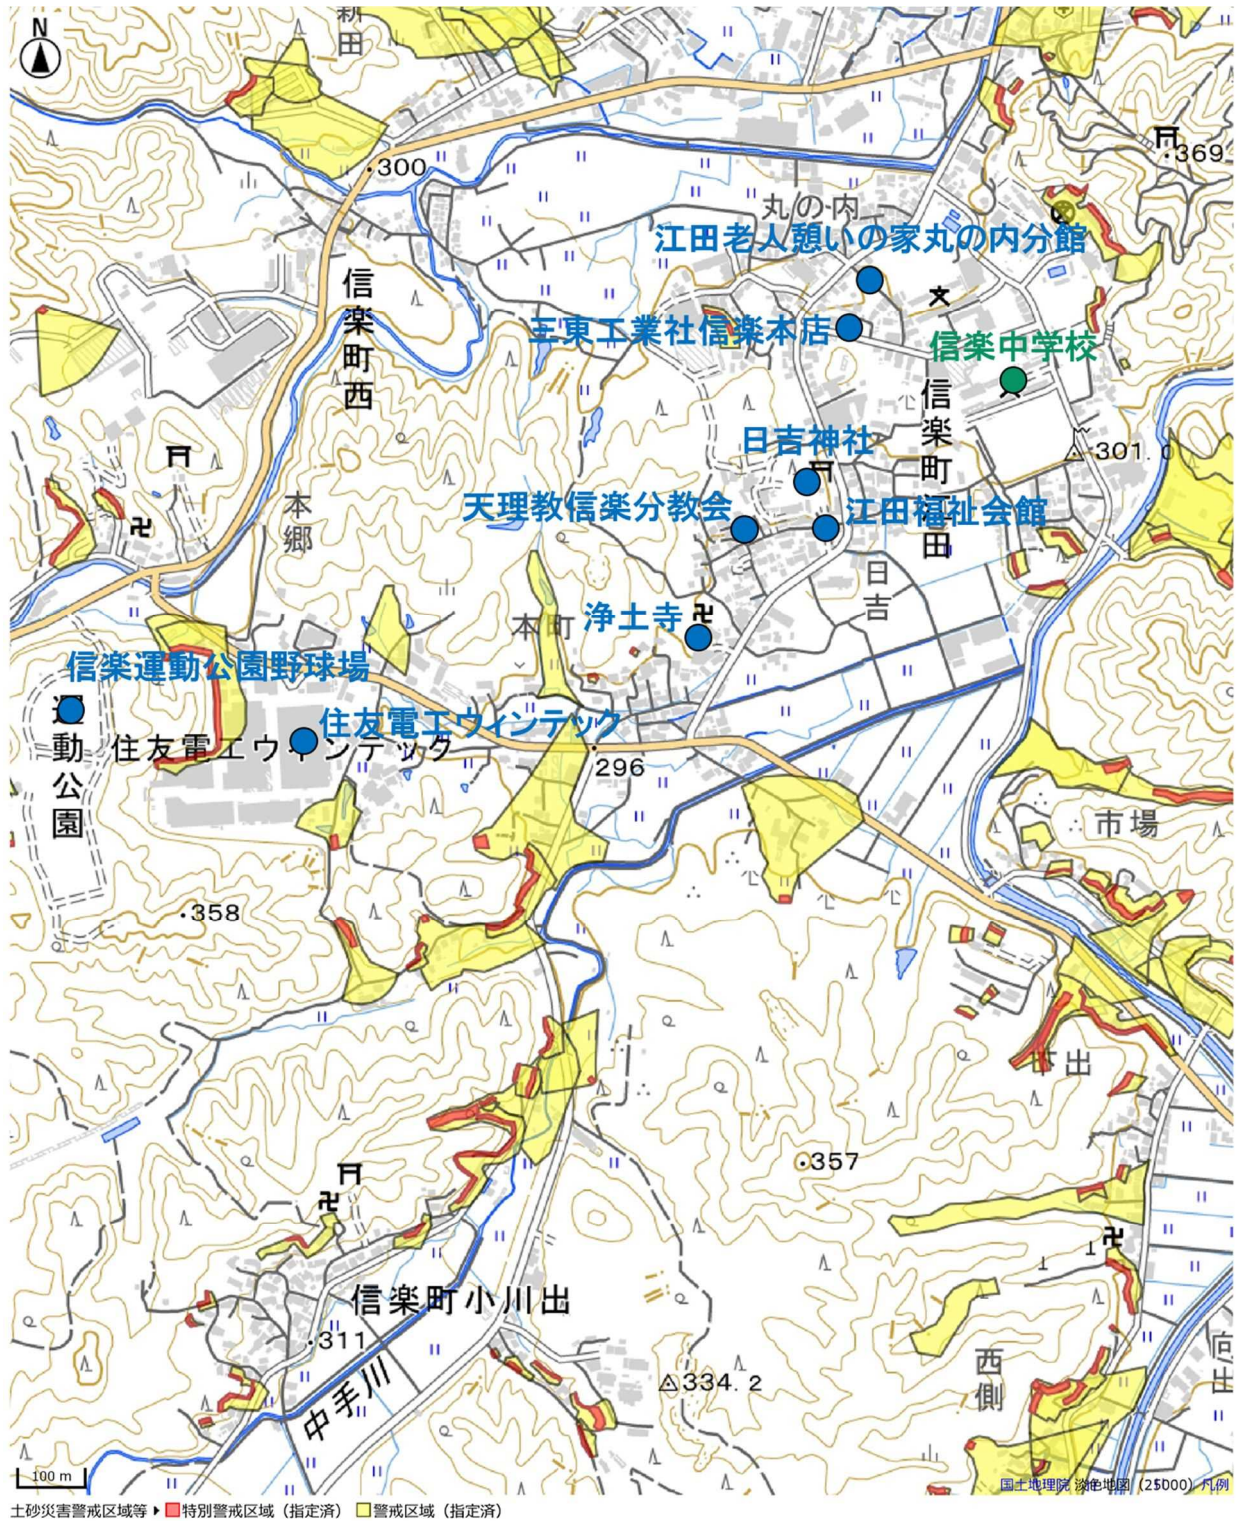 N
新田
300
369
丸の内
江田老人憩いの家丸の内分館
信楽町西
三東工業社信楽本店
信楽中学校
信楽町江田
日吉神社
301.0
本郷
天理教信楽分教会
江田福祉会館
日吉
浄土寺
本町
信楽運動公園野球場
運動公園
住友電工ウィンテック
住友電工ウィンテック
296
市場
358
下出
357
信楽町小川出
311
中手川
334.2
西側
向出
100 m
国土地理院 淡色地図 (25000) 凡例
土砂災害警戒区域等 特別警戒区域(指定済) 警戒区域(指定済)